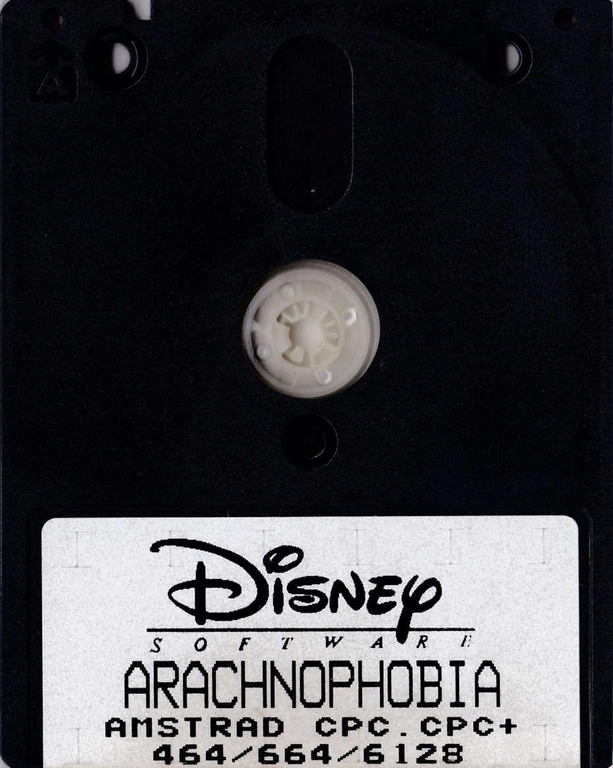 Disney
SOFTWARE
ARACHNOPHOBIA
AMSTRAD CPC.CPC+
464/664/6128